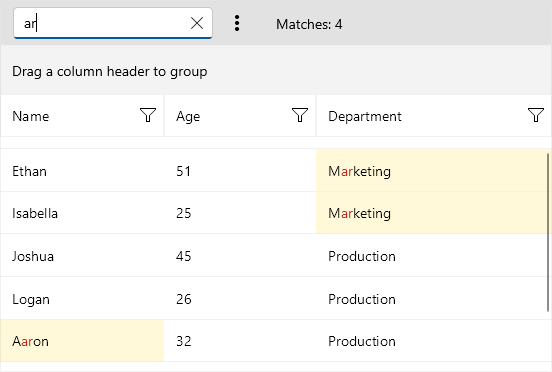 ar
Matches: 4
Drag a column header to group
Name Age Department
Ethan 51 Marketing
Isabella 25 Marketing
Joshua 45 Production
Logan 26 Production
Aaron 32 Production